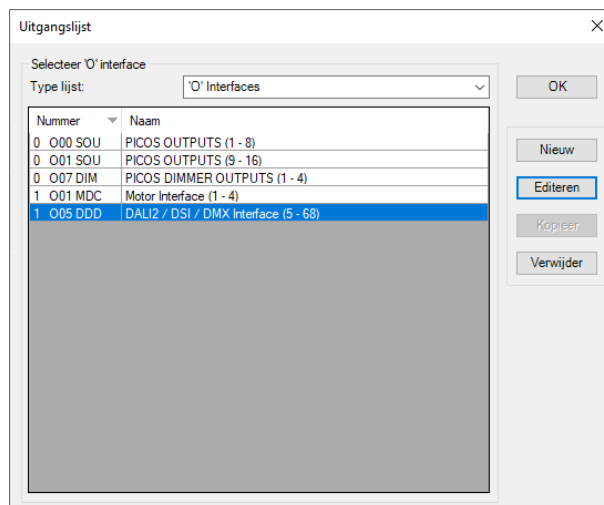 Uitgangslijst
Selecteer 'O' interface
Type lijst: 'O' Interfaces
OK
Nummer Naam
0 O00 SOU PICOS OUTPUTS (1 - 8)
0 O01 SOU PICOS OUTPUTS (9 - 16)
0 O07 DIM PICOS DIMMER OUTPUTS (1 - 4)
1 O01 MDC Motor Interface (1 - 4)
1 O05 DDD DALI2 / DSI / DMX Interface (5 - 68)
Nieuw
Editeren
Kopieer
Verwijder